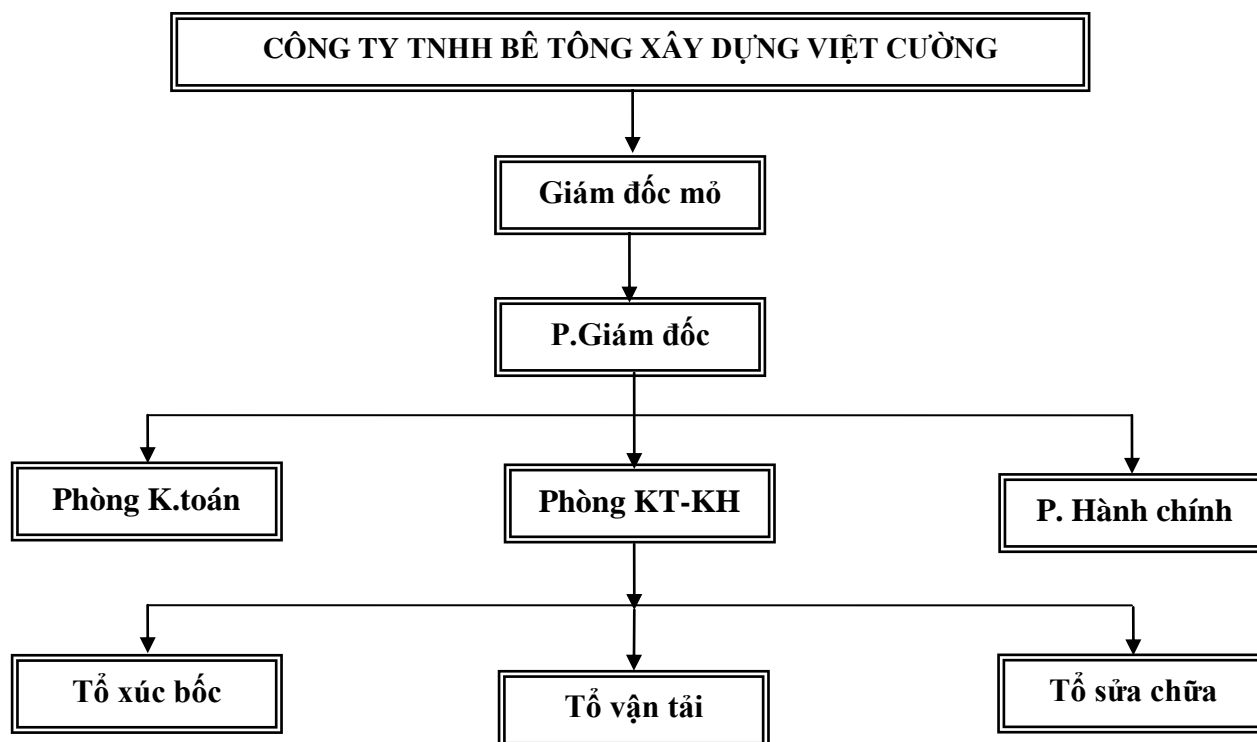 CÔNG TY TNHH BÊ TÔNG XÂY DỰNG VIỆT CƯỜNG
Giám đốc mỏ
P.Giám đốc
Phòng K.toán
Phòng KT-KH
P. Hành chính
Tổ xúc bốc
Tổ vận tải
Tổ sửa chữa